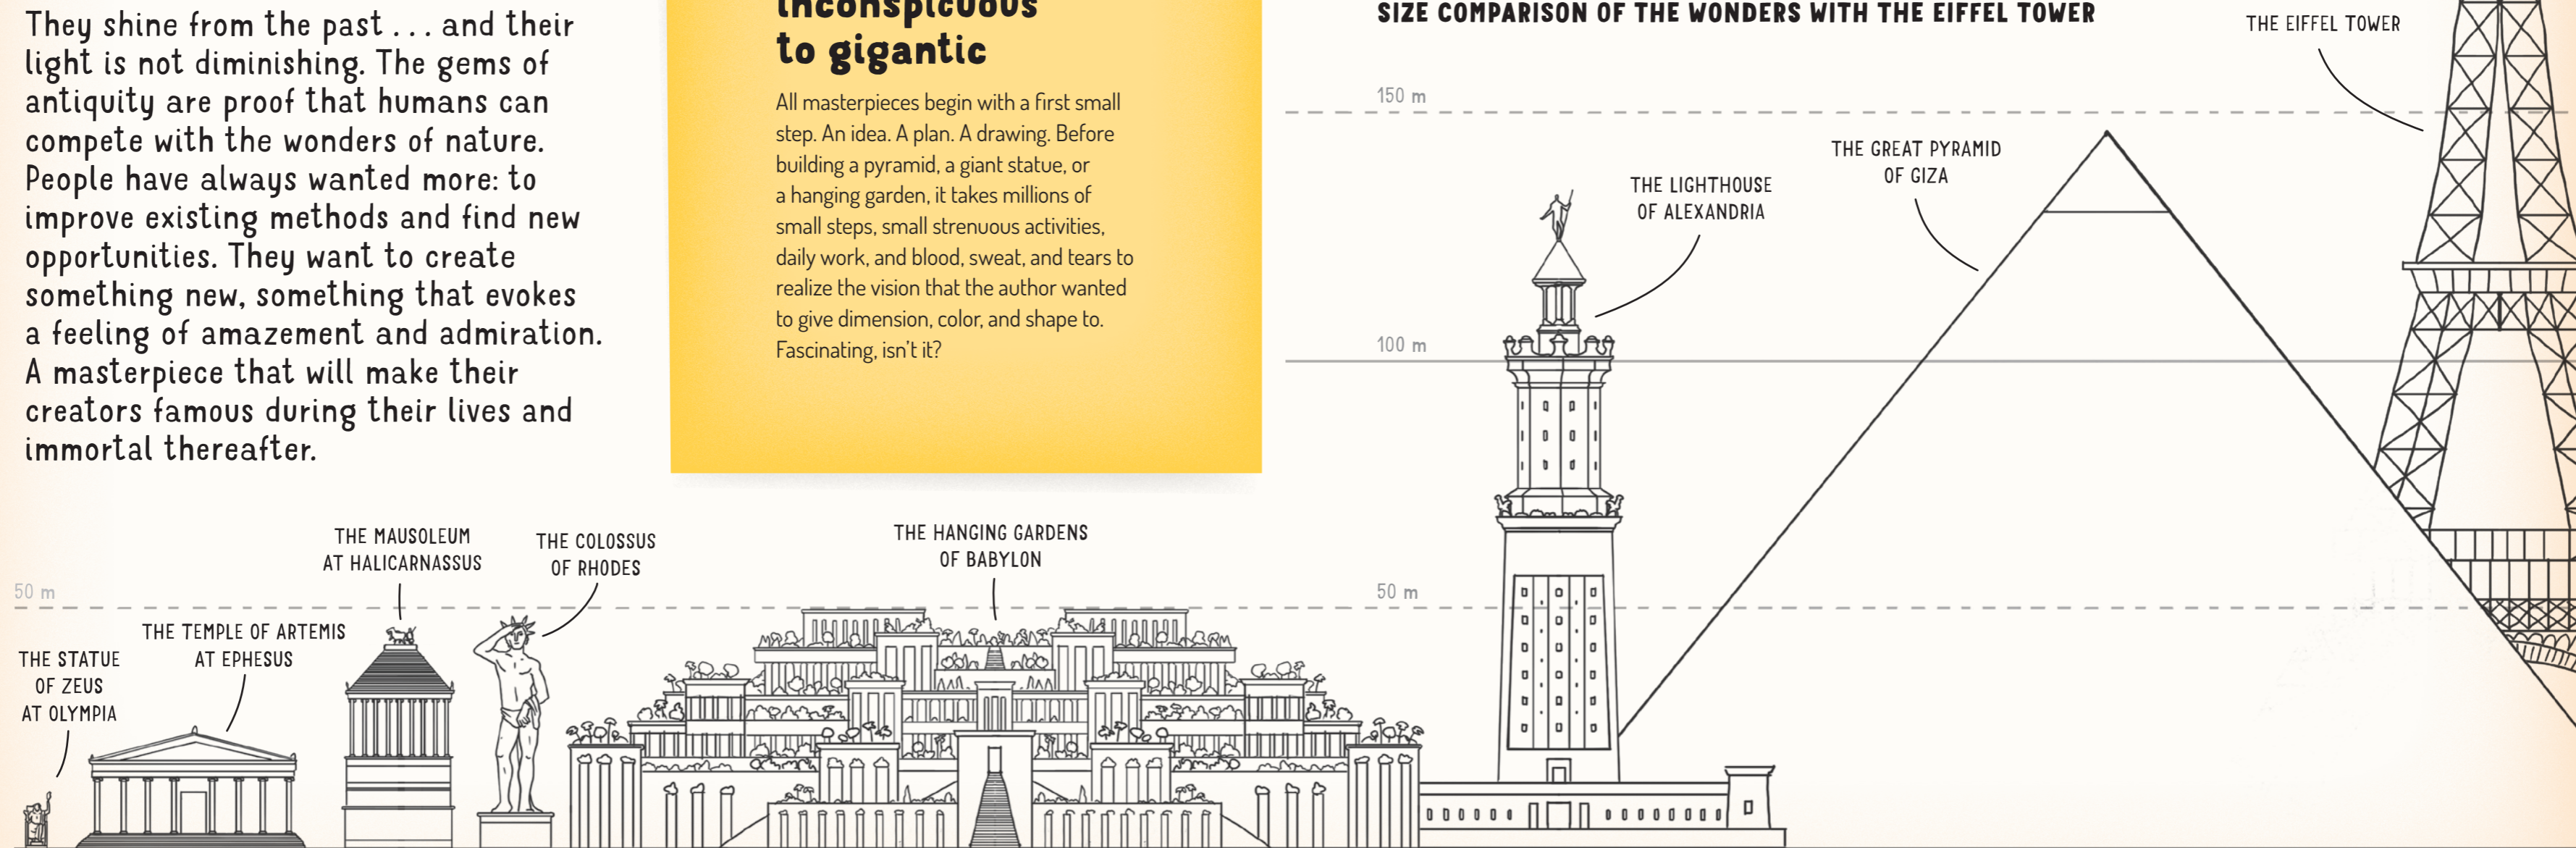 They shine from the past . . . and their
light is not diminishing. The gems of
antiquity are proof that humans can
compete with the wonders of nature.
People have always wanted more: to
improve existing methods and find new
opportunities. They want to create
something new, something that evokes
a feeling of amazement and admiration.
A masterpiece that will make their
creators famous during their lives and
immortal thereafter.
inconspicuous
to gigantic
All masterpieces begin with a first small
step. An idea. A plan. A drawing. Before
building a pyramid, a giant statue, or
a hanging garden, it takes millions of
small steps, small strenuous activities,
daily work, and blood, sweat, and tears to
realize the vision that the author wanted
to give dimension, color, and shape to.
Fascinating, isn't it?
SIZE COMPARISON OF THE WONDERS WITH THE EIFFEL TOWER
THE EIFFEL TOWER
150 m
THE GREAT PYRAMID
OF GIZA
THE LIGHTHOUSE
OF ALEXANDRIA
100 m
50 m
50 m
THE STATUE
OF ZEUS
AT OLYMPIA
THE TEMPLE OF ARTEMIS
AT EPHESUS
THE MAUSOLEUM
AT HALICARNASSUS
THE COLOSSUS
OF RHODES
THE HANGING GARDENS
OF BABYLON